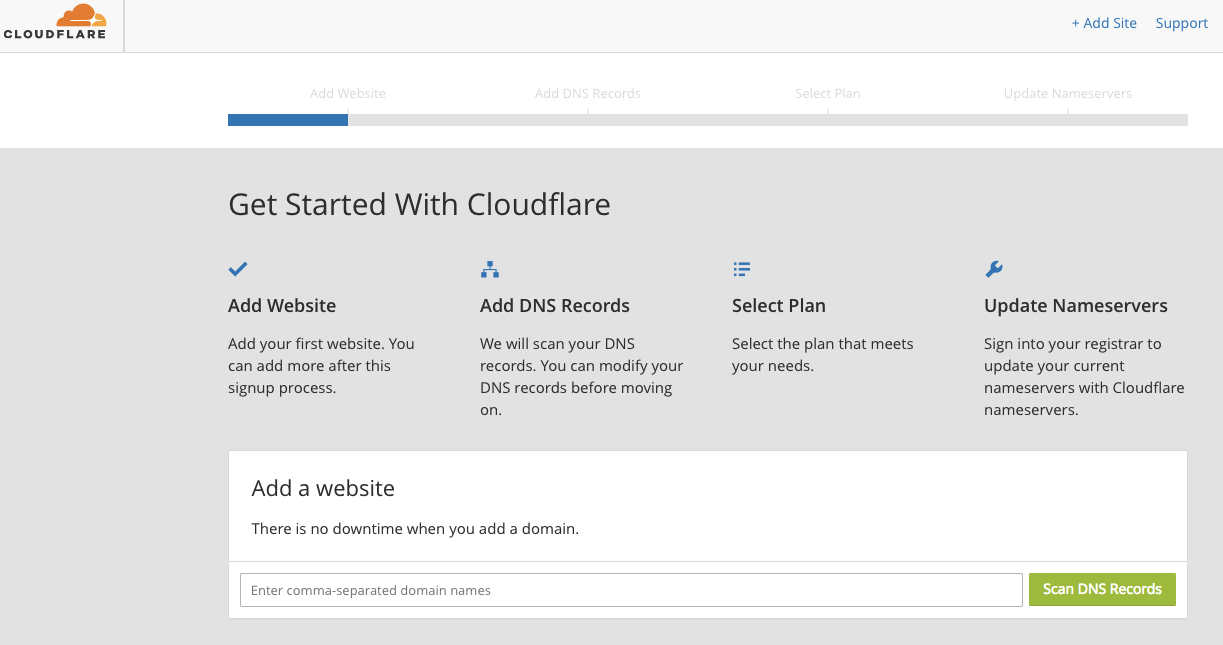 CLOUDFLARE
+ Add Site
Support
Add Website
Add DNS Records
Select Plan
Update Nameservers
Get Started With Cloudflare
Add Website
Add your first website. You
can add more after this
signup process.
Add DNS Records
We will scan your DNS
records. You can modify your
DNS records before moving
on.
Select Plan
Select the plan that meets
your needs.
Update Nameservers
Sign into your registrar to
update your current
nameservers with Cloudflare
nameservers.
Add a website
There is no downtime when you add a domain.
Enter comma-separated domain names
Scan DNS Records